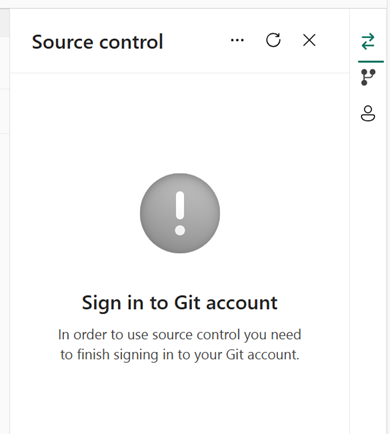 Source control
Sign in to Git account
In order to use source control you need
to finish signing in to your Git account.